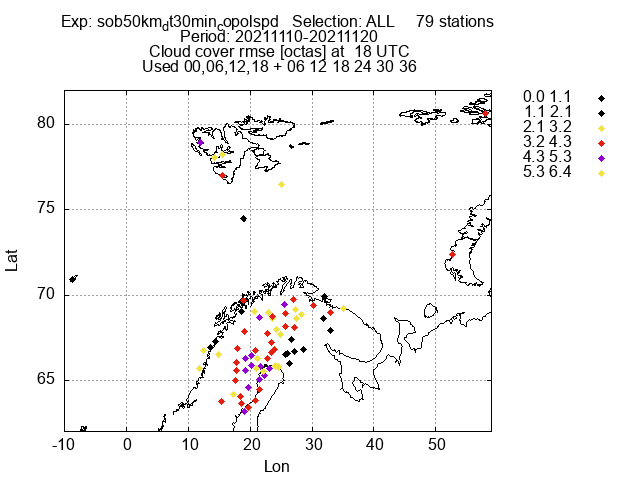 Exp: sob50km_dt30min_copolspd Selection: ALL 79 stations
Period: 20211110-20211120
Cloud cover rmse [octas] at 18 UTC
Used 00,06,12,18 + 06 12 18 24 30 36
0.0 1.1
1.1 2.1
2.1 3.2
3.2 4.3
4.3 5.3
5.3 6.4
80
75
70
65
Lat
-10 0 10 20 30 40 50
Lon